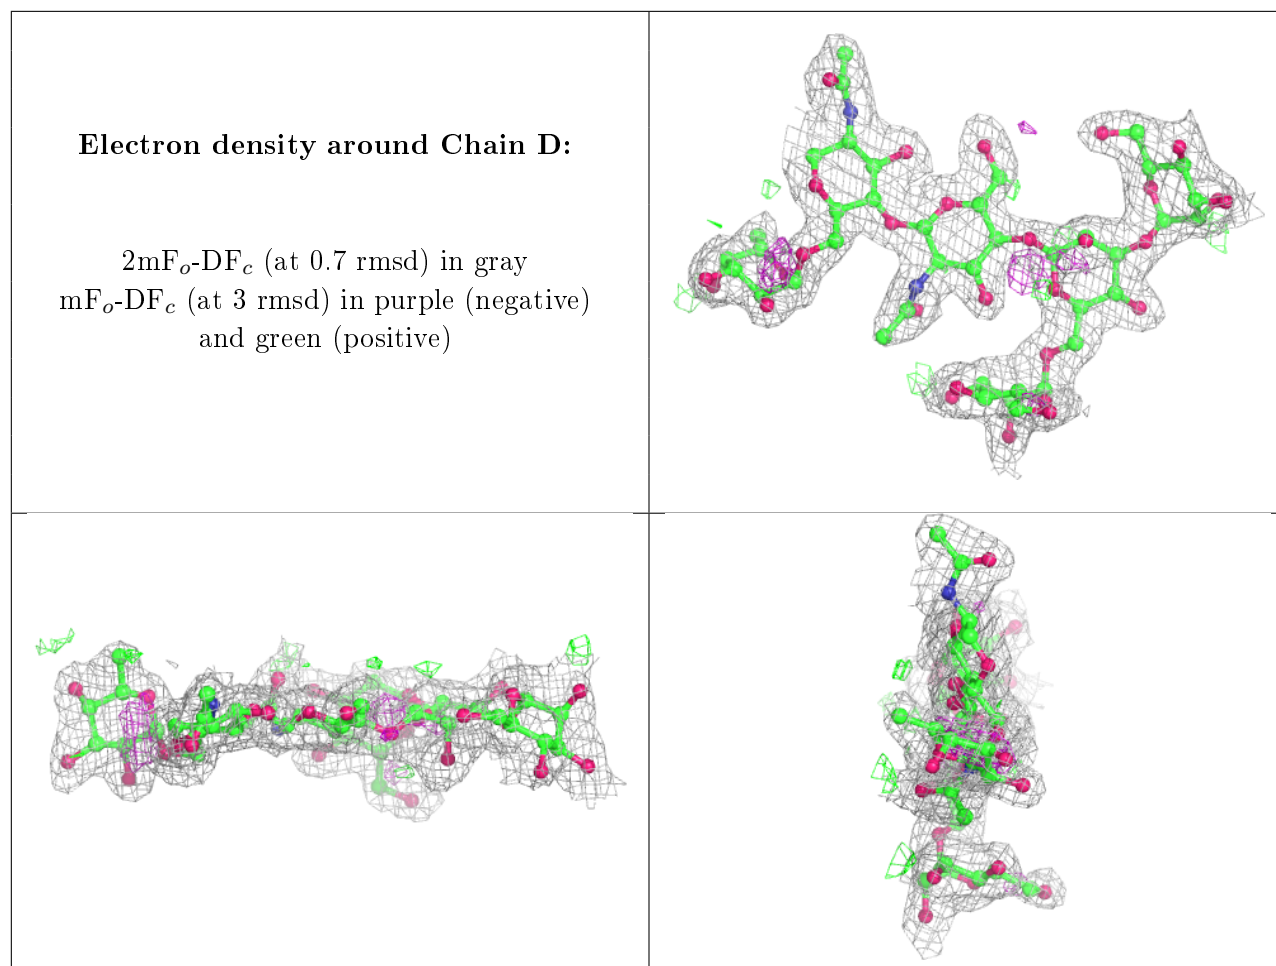 Electron density around Chain D:
2mFₒ-DF𝒸 (at 0.7 rmsd) in gray
mFₒ-DF𝒸 (at 3 rmsd) in purple (negative)
and green (positive)